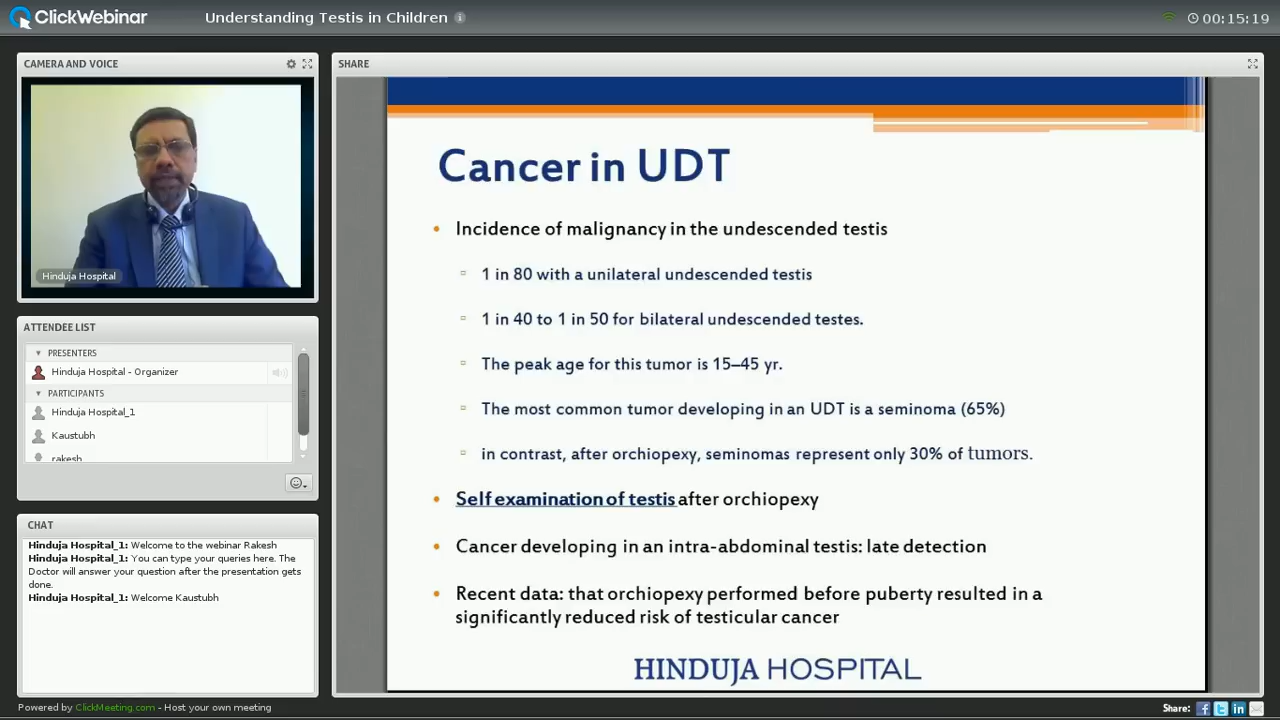 ClickWebinar
Understanding Testis in Children
00:15:19
CAMERA AND VOICE
Hinduja Hospital
ATTENDEE LIST
PRESENTERS
Hinduja Hospital - Organizer
PARTICIPANTS
Hinduja Hospital_1
Kaustubh
rakesh
CHAT
Hinduja Hospital_1: Welcome to the webinar Rakesh
Hinduja Hospital_1: You can type your queries here. The
Doctor will answer your question after the presentation gets
done.
Hinduja Hospital_1: Welcome Kaustubh
SHARE
Cancer in UDT
• Incidence of malignancy in the undescended testis
▫ 1 in 80 with a unilateral undescended testis
▫ 1 in 40 to 1 in 50 for bilateral undescended testes.
▫ The peak age for this tumor is 15–45 yr.
▫ The most common tumor developing in an UDT is a seminoma (65%)
▫ in contrast, after orchiopexy, seminomas represent only 30% of tumors.
• Self examination of testis after orchiopexy
• Cancer developing in an intra-abdominal testis: late detection
• Recent data: that orchiopexy performed before puberty resulted in a
significantly reduced risk of testicular cancer
HINDUJA HOSPITAL
Powered by ClickMeeting.com - Host your own meeting
Share: